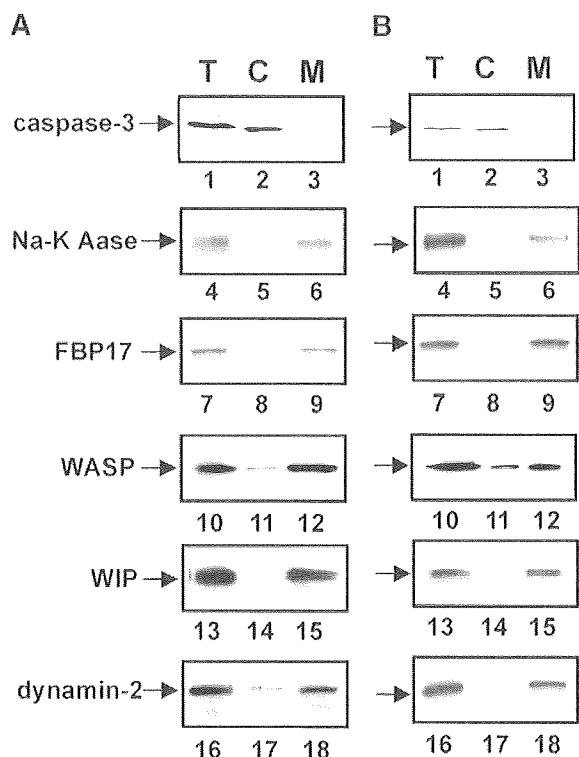 A B
T C M T C M
caspase-3
1 2 3 1 2 3
Na-K Aase
4 5 6 4 5 6
FBP17
7 8 9 7 8 9
WASP
10 11 12 10 11 12
WIP
13 14 15 13 14 15
dynamin-2
16 17 18 16 17 18